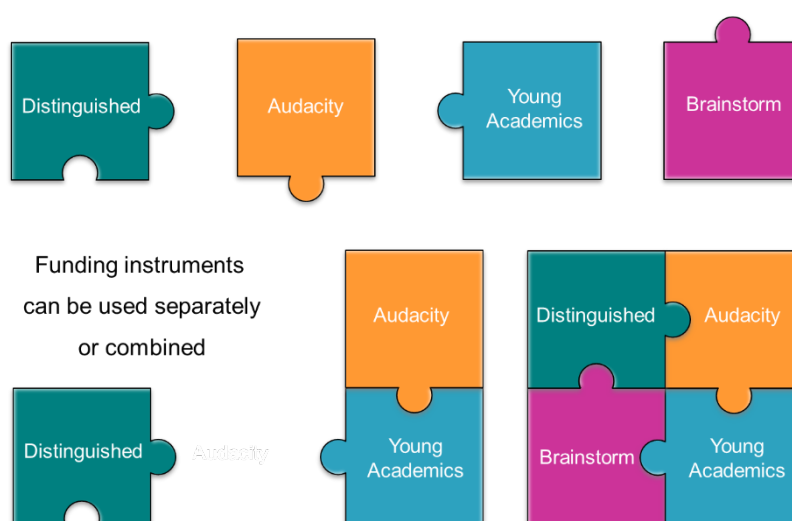 Distinguished
Audacity
Young
Academics
Brainstorm
Funding instruments
can be used separately
or combined
Audacity
Distinguished
Audacity
Distinguished
Audacity
Young
Academics
Brainstorm
Young
Academics